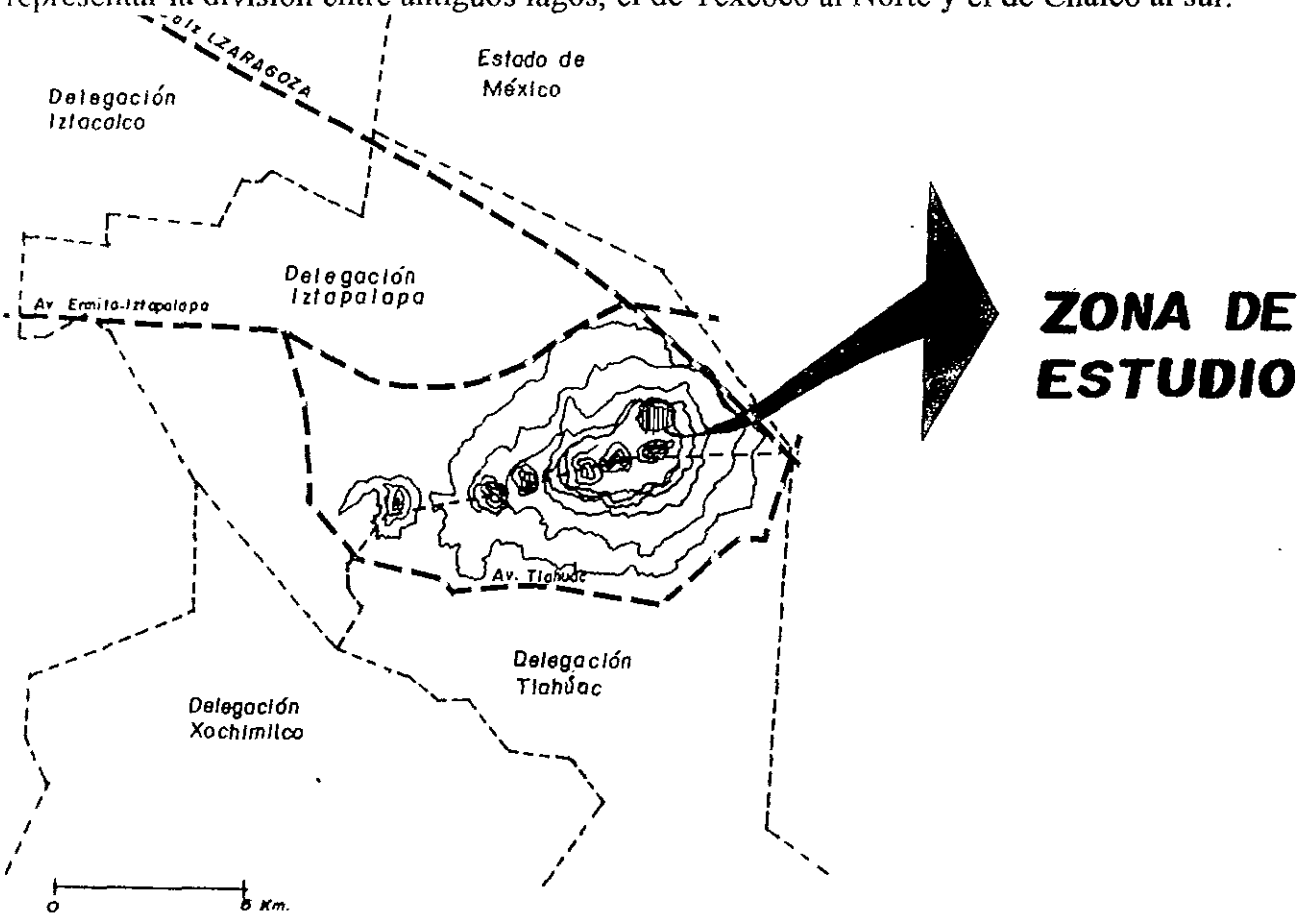 representar la división entre antiguos lagos, el de Texcoco al Norte y el de Chalco al sur.
Calz I.ZARAGOZA
Estado de
México
Delegación
Iztacalco
Delegación
Iztapalapa
Av Ermita-Iztapalapa
ZONA DE
ESTUDIO
Av. Tlahuac
Delegación
Tlahúac
Delegación
Xochimilco
0 5 Km.